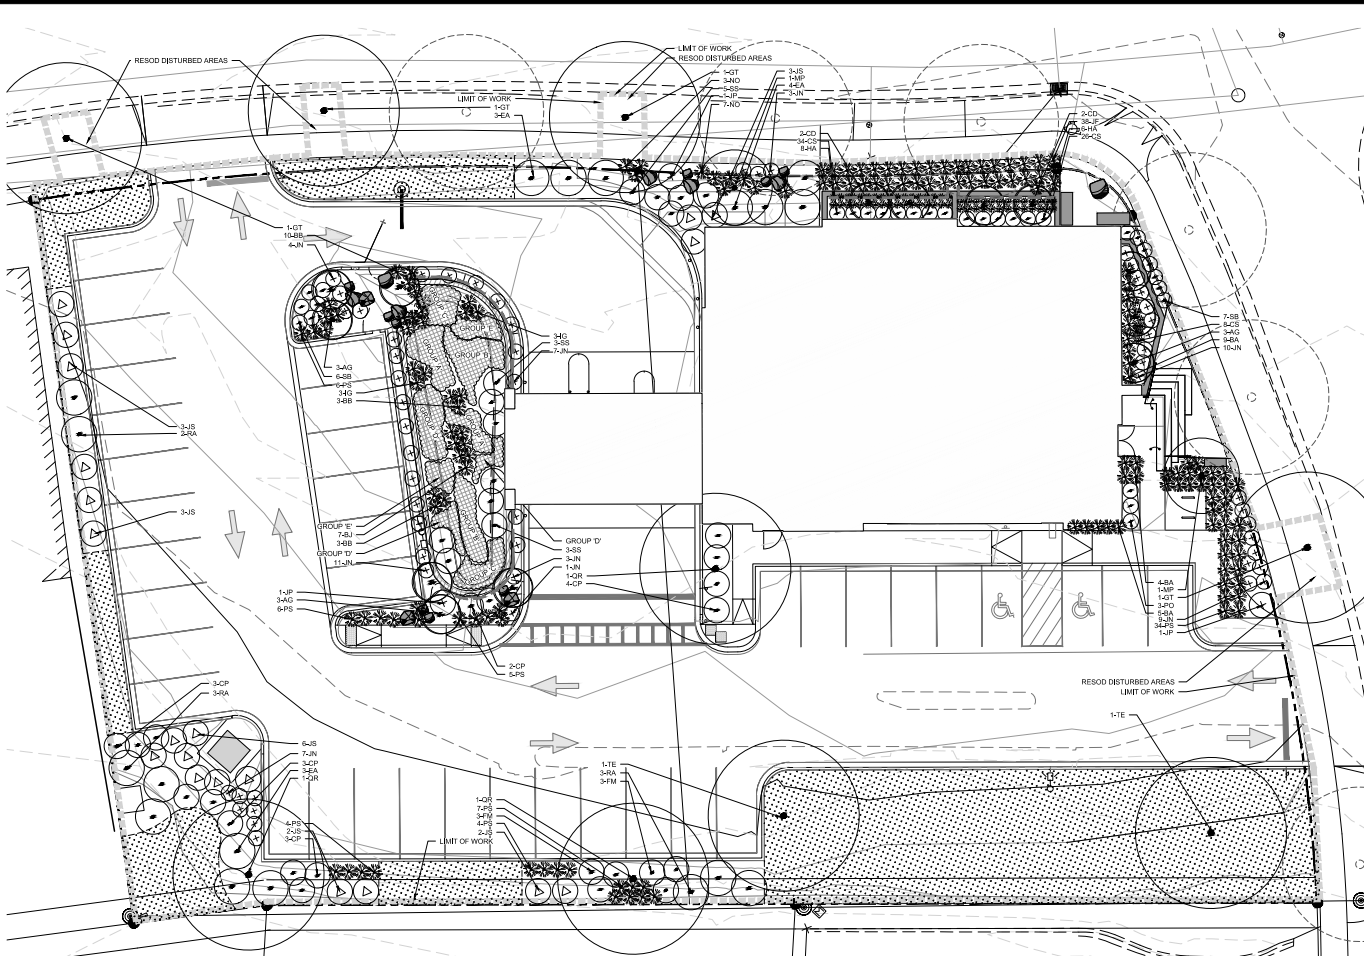 LIMIT OF WORK
RESOD DISTURBED AREAS
RESOD DISTURBED AREAS
1-GT
3-NO
5-SS
1-JP
7-NO
3-JS
1-MP
4-EA
3-JN
LIMIT OF WORK
1-GT
3-EA
2-CD
34-CS
8-HA
2-CD
38-JF
6-HA
26-CS
1-GT
10-BB
4-JN
7-SB
8-CS
3-AG
9-BA
10-JN
GROUP 'E'
GROUP 'D'
3-IG
3-SS
7-JN
3-AG
6-SB
6-PS
3-IG
3-BB
3-JS
2-RA
3-JS
GROUP 'E'
7-BJ
3-BB
GROUP 'D'
11-JN
GROUP 'D'
3-SS
3-JN
1-JN
1-QR
4-CP
1-JP
3-AG
6-PS
4-BA
1-MP
1-GT
3-PO
5-BA
9-JN
34-PS
1-JP
2-CP
5-PS
RESOD DISTURBED AREAS
LIMIT OF WORK
3-CP
3-RA
1-TE
6-JS
7-JN
3-CP
3-EA
1-QR
1-TE
3-RA
3-FM
1-QR
7-PS
3-FM
4-PS
2-JS
LIMIT OF WORK
4-PS
2-JS
3-CP